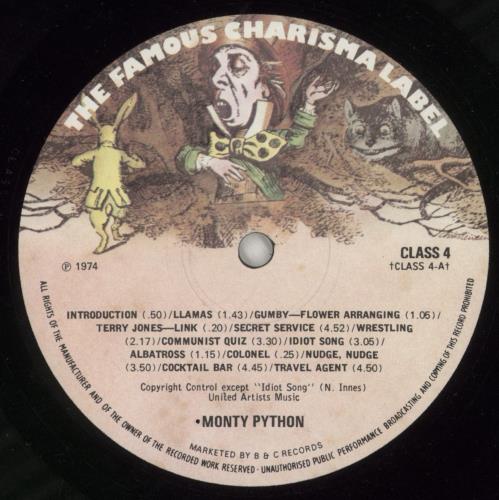 THE FAMOUS CHARISMA LABEL
CLASS 4
℗ 1974
†CLASS 4-A†
INTRODUCTION (.50)/LLAMAS (1.43)/GUMBY—FLOWER ARRANGING (1.05)/
TERRY JONES—LINK (.20)/SECRET SERVICE (4.52)/WRESTLING
(2.17)/COMMUNIST QUIZ (3.30)/IDIOT SONG (3.05)/
ALBATROSS (1.15)/COLONEL (.25)/NUDGE, NUDGE
(3.50)/COCKTAIL BAR (4.45)/TRAVEL AGENT (4.50)
Copyright Control except "Idiot Song" (N. Innes)
United Artists Music
•MONTY PYTHON
MARKETED BY B & C RECORDS
ALL RIGHTS OF THE MANUFACTURER AND OF THE OWNER OF THE RECORDED WORK RESERVED · UNAUTHORISED PUBLIC PERFORMANCE BROADCASTING AND COPYING OF THIS RECORD PROHIBITED